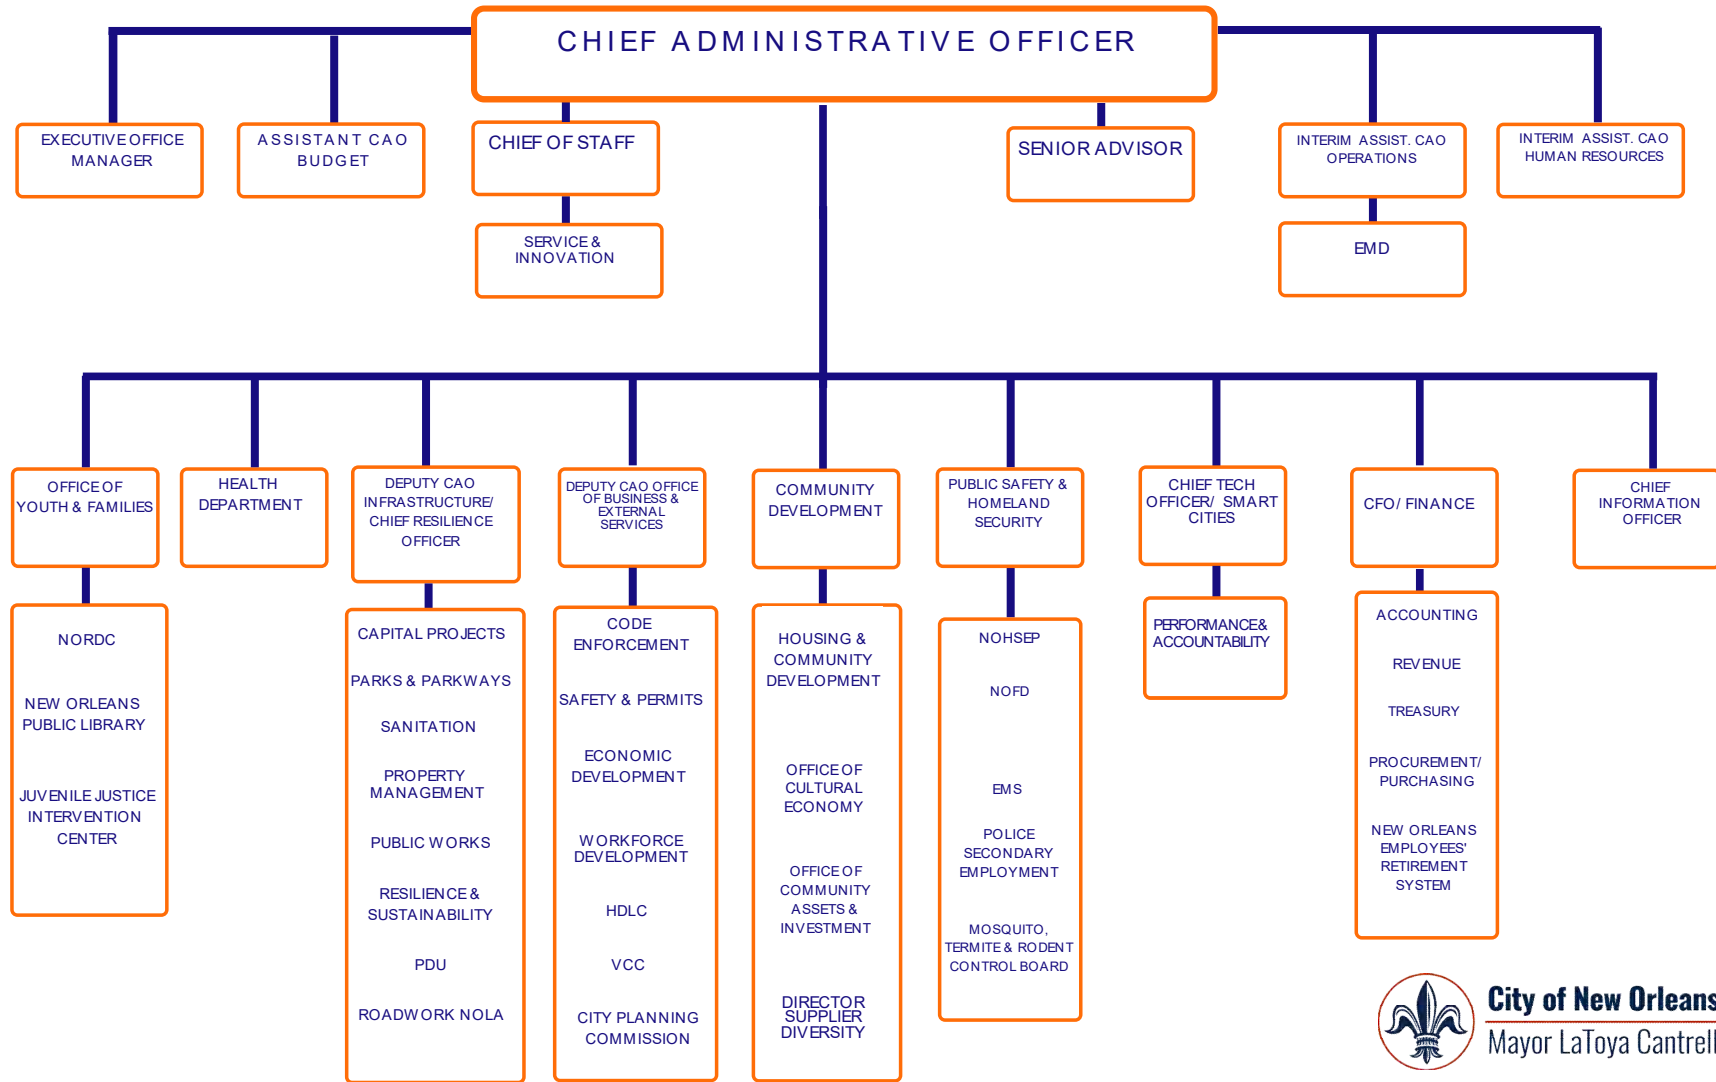 CHIEF ADMINISTRATIVE OFFICER
EXECUTIVE OFFICE
MANAGER
ASSISTANT CAO
BUDGET
CHIEF OF STAFF
SENIOR ADVISOR
INTERIM ASSIST. CAO
OPERATIONS
INTERIM ASSIST. CAO
HUMAN RESOURCES
SERVICE &
INNOVATION
EMD
OFFICE OF
YOUTH & FAMILIES
HEALTH
DEPARTMENT
DEPUTY CAO
INFRASTRUCTURE/
CHIEF RESILIENCE
OFFICER
DEPUTY CAO OFFICE
OF BUSINESS &
EXTERNAL
SERVICES
COMMUNITY
DEVELOPMENT
PUBLIC SAFETY &
HOMELAND
SECURITY
CHIEF TECH
OFFICER/ SMART
CITIES
CFO/ FINANCE
CHIEF
INFORMATION
OFFICER
NORDC
NEW ORLEANS
PUBLIC LIBRARY
JUVENILE JUSTICE
INTERVENTION
CENTER
CAPITAL PROJECTS
PARKS & PARKWAYS
SANITATION
PROPERTY
MANAGEMENT
PUBLIC WORKS
RESILIENCE &
SUSTAINABILITY
PDU
ROADWORK NOLA
CODE
ENFORCEMENT
SAFETY & PERMITS
ECONOMIC
DEVELOPMENT
WORKFORCE
DEVELOPMENT
HDLC
VCC
CITY PLANNING
COMMISSION
HOUSING &
COMMUNITY
DEVELOPMENT
OFFICE OF
CULTURAL
ECONOMY
OFFICE OF
COMMUNITY
ASSETS &
INVESTMENT
DIRECTOR
SUPPLIER
DIVERSITY
NOHSEP
NOFD
EMS
POLICE
SECONDARY
EMPLOYMENT
MOSQUITO,
TERMITE & RODENT
CONTROL BOARD
PERFORMANCE &
ACCOUNTABILITY
ACCOUNTING
REVENUE
TREASURY
PROCUREMENT/
PURCHASING
NEW ORLEANS
EMPLOYEES'
RETIREMENT
SYSTEM
City of New Orleans
Mayor LaToya Cantrell